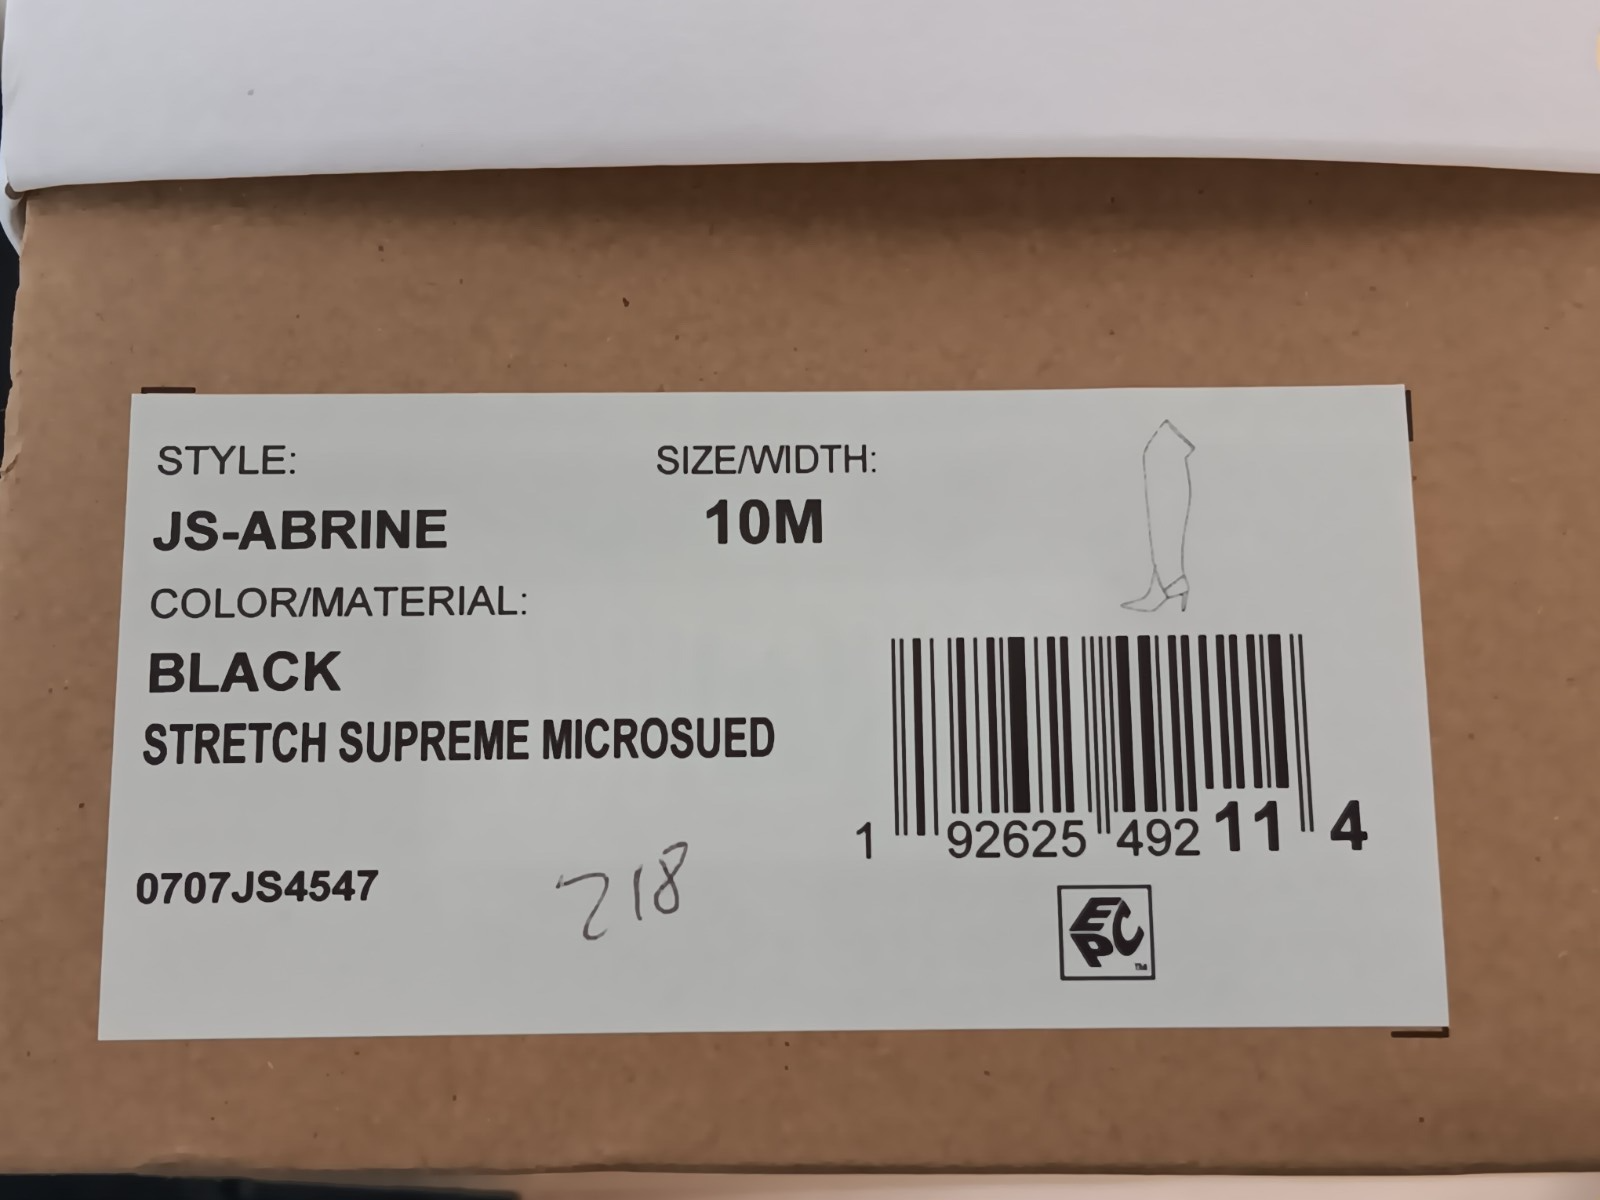 STYLE:
SIZE/WIDTH:
JS-ABRINE
10M
COLOR/MATERIAL:
BLACK
STRETCH SUPREME MICROSUED
1 92625 492 11 4
0707JS4547
218
EPC
TM